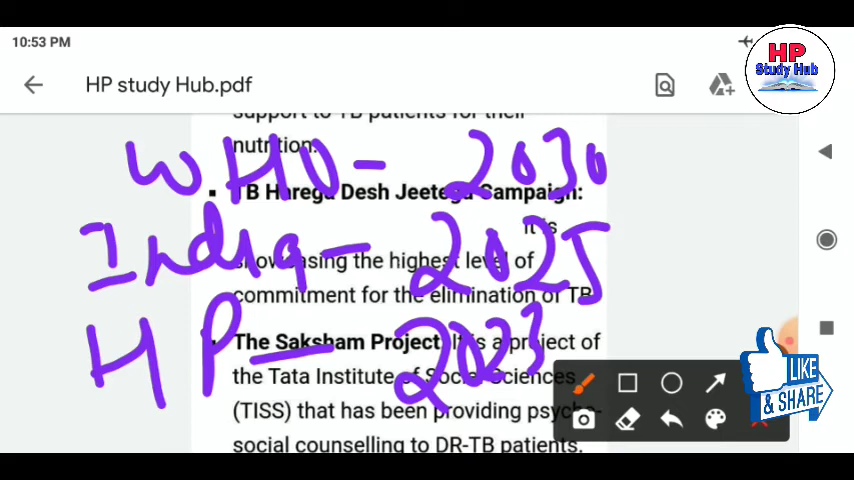 10:53 PM
HP
Study Hub
HP study Hub.pdf
support to TB patients for their
nutrition.
WHO - 2030
TB Harega Desh Jeetega Campaign:
It is
India - 2025
showcasing the highest level of
commitment for the elimination of TB
HP - 2023
The Saksham Project: It is a project of
the Tata Institute of Social Sciences
(TISS) that has been providing psycho-
social counselling to DR-TB patients.
LIKE
& SHARE